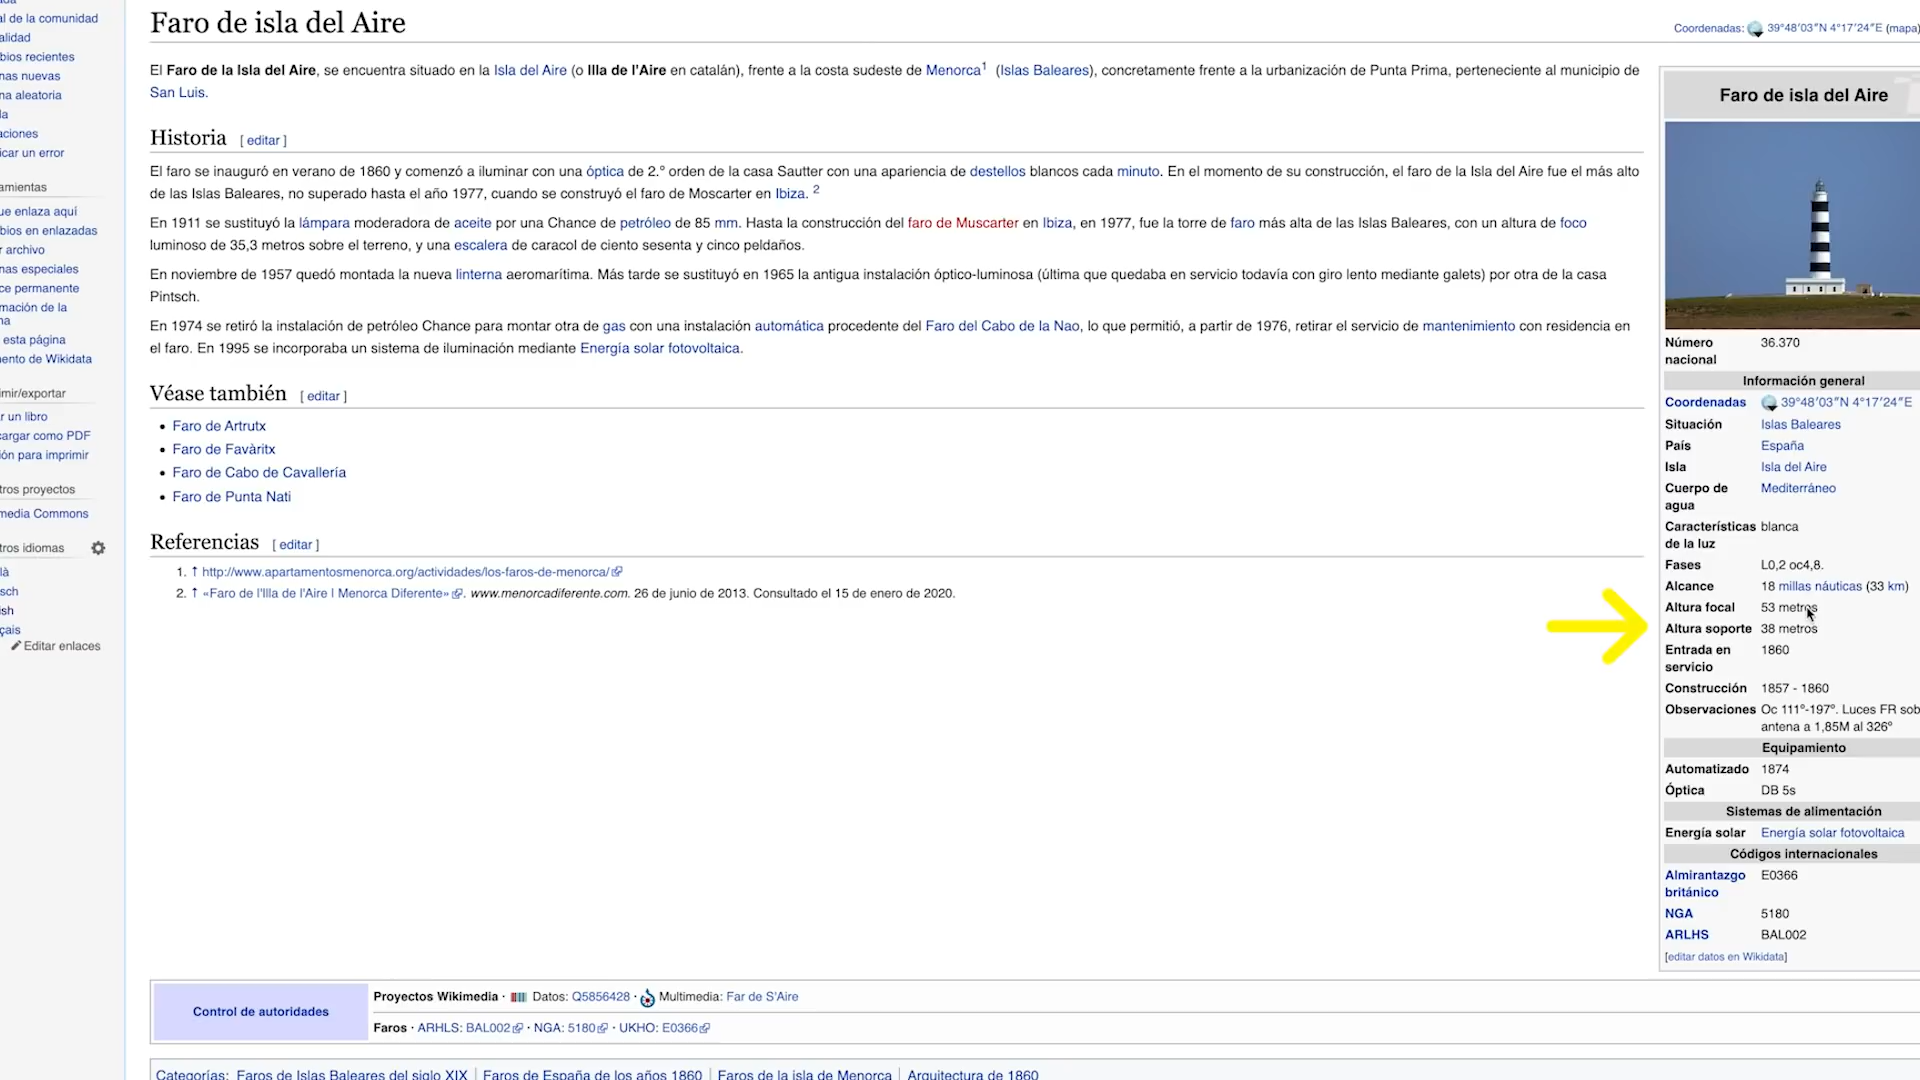 al de la comunidad
alidad
bios recientes
nas nuevas
na aleatoria
da
aciones
icar un error
amientas
ue enlaza aquí
bios en enlazadas
r archivo
nas especiales
ce permanente
mación de la
na
esta página
ento de Wikidata
imir/exportar
r un libro
cargar como PDF
ión para imprimir
tros proyectos
media Commons
tros idiomas
là
sch
ish
çais
Editar enlaces
Faro de isla del Aire
Coordenadas: 39°48′03″N 4°17′24″E (mapa)
El Faro de la Isla del Aire, se encuentra situado en la Isla del Aire (o Illa de l'Aire en catalán), frente a la costa sudeste de Menorca1 (Islas Baleares), concretamente frente a la urbanización de Punta Prima, perteneciente al municipio de
San Luis.
Historia [ editar ]
El faro se inauguró en verano de 1860 y comenzó a iluminar con una óptica de 2.º orden de la casa Sautter con una apariencia de destellos blancos cada minuto. En el momento de su construcción, el faro de la Isla del Aire fue el más alto
de las Islas Baleares, no superado hasta el año 1977, cuando se construyó el faro de Moscarter en Ibiza. 2
En 1911 se sustituyó la lámpara moderadora de aceite por una Chance de petróleo de 85 mm. Hasta la construcción del faro de Muscarter en Ibiza, en 1977, fue la torre de faro más alta de las Islas Baleares, con un altura de foco
luminoso de 35,3 metros sobre el terreno, y una escalera de caracol de ciento sesenta y cinco peldaños.
En noviembre de 1957 quedó montada la nueva linterna aeromarítima. Más tarde se sustituyó en 1965 la antigua instalación óptico-luminosa (última que quedaba en servicio todavía con giro lento mediante galets) por otra de la casa
Pintsch.
En 1974 se retiró la instalación de petróleo Chance para montar otra de gas con una instalación automática procedente del Faro del Cabo de la Nao, lo que permitió, a partir de 1976, retirar el servicio de mantenimiento con residencia en
el faro. En 1995 se incorporaba un sistema de iluminación mediante Energía solar fotovoltaica.
Véase también [ editar ]
• Faro de Artrutx
• Faro de Favàritx
• Faro de Cabo de Cavallería
• Faro de Punta Nati
Referencias [ editar ]
1. ↑ http://www.apartamentosmenorca.org/actividades/los-faros-de-menorca/
2. ↑ «Faro de l'Illa de l'Aire | Menorca Diferente». www.menorcadiferente.com. 26 de junio de 2013. Consultado el 15 de enero de 2020.
Faro de isla del Aire
Número nacional 36.370
Información general
Coordenadas 39°48′03″N 4°17′24″E
Situación Islas Baleares
País España
Isla Isla del Aire
Cuerpo de agua Mediterráneo
Características de la luz blanca
Fases L0,2 oc4,8.
Alcance 18 millas náuticas (33 km)
Altura focal 53 metros
Altura soporte 38 metros
Entrada en servicio 1860
Construcción 1857 - 1860
Observaciones Oc 111º-197º. Luces FR sob
antena a 1,85M al 326º
Equipamiento
Automatizado 1874
Óptica DB 5s
Sistemas de alimentación
Energía solar Energía solar fotovoltaica
Códigos internacionales
Almirantazgo británico E0366
NGA 5180
ARLHS BAL002
[editar datos en Wikidata]
Control de autoridades
Proyectos Wikimedia · Datos: Q5856428 · Multimedia: Far de S'Aire
Faros · ARHLS: BAL002 · NGA: 5180 · UKHO: E0366
Categorías: Faros de Islas Baleares del siglo XIX | Faros de España de los años 1860 | Faros de la isla de Menorca | Arquitectura de 1860